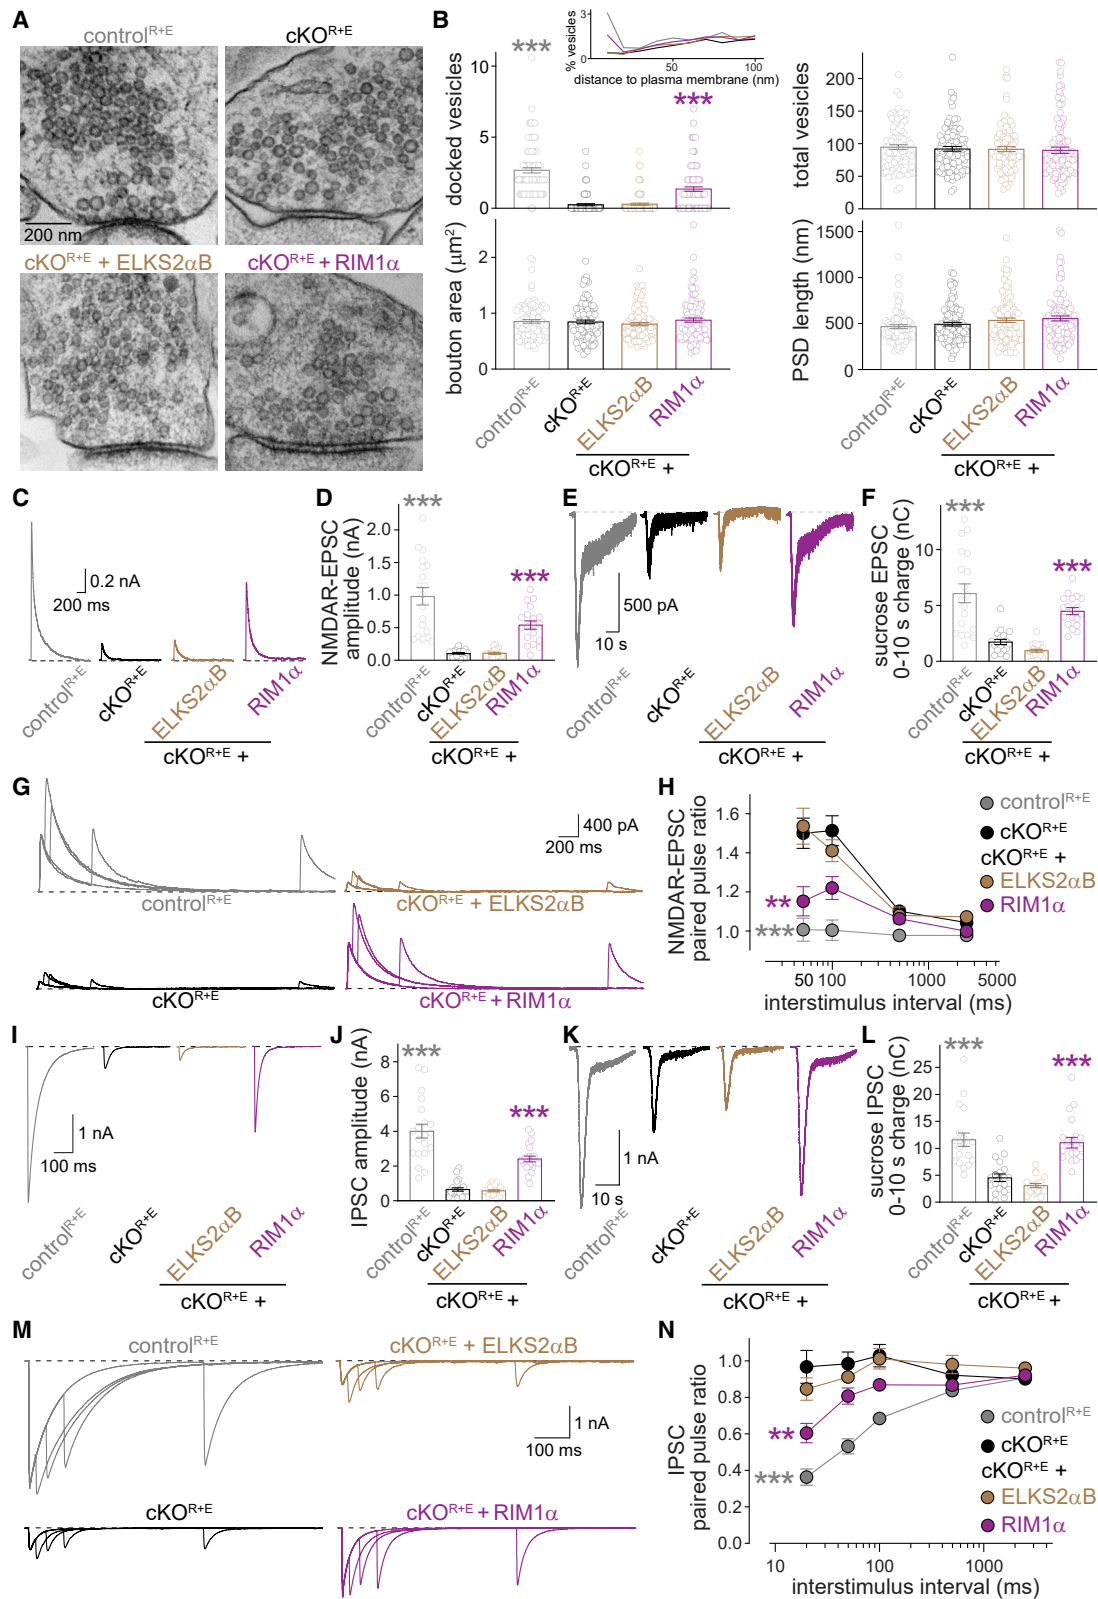 A
control^R+E
cKO^R+E
200 nm
cKO^R+E + ELKS2αB
cKO^R+E + RIM1α
B
% vesicles
3
0
50
100
distance to plasma membrane (nm)
docked vesicles
10
5
0
***
***
total vesicles
200
150
100
50
0
bouton area (μm²)
2
1
0
control^R+E
cKO^R+E
ELKS2αB
RIM1α
cKO^R+E +
PSD length (nm)
1500
1000
500
0
control^R+E
cKO^R+E
ELKS2αB
RIM1α
cKO^R+E +
C
0.2 nA
200 ms
control^R+E
cKO^R+E
ELKS2αB
RIM1α
cKO^R+E +
D
NMDAR-EPSC
amplitude (nA)
2.0
1.5
1.0
0.5
0.0
***
***
control^R+E
cKO^R+E
ELKS2αB
RIM1α
cKO^R+E +
E
500 pA
10 s
control^R+E
cKO^R+E
ELKS2αB
RIM1α
cKO^R+E +
F
sucrose EPSC
0-10 s charge (nC)
10
5
0
***
***
control^R+E
cKO^R+E
ELKS2αB
RIM1α
cKO^R+E +
G
400 pA
200 ms
control^R+E
cKO^R+E + ELKS2αB
cKO^R+E
cKO^R+E + RIM1α
H
NMDAR-EPSC
paired pulse ratio
1.6
1.4
1.2
1.0
**
***
50
100
1000
5000
interstimulus interval (ms)
control^R+E
cKO^R+E
cKO^R+E +
ELKS2αB
RIM1α
I
1 nA
100 ms
control^R+E
cKO^R+E
ELKS2αB
RIM1α
cKO^R+E +
J
IPSC amplitude (nA)
8
6
4
2
0
***
***
control^R+E
cKO^R+E
ELKS2αB
RIM1α
cKO^R+E +
K
1 nA
10 s
control^R+E
cKO^R+E
ELKS2αB
RIM1α
cKO^R+E +
L
sucrose IPSC
0-10 s charge (nC)
25
20
15
10
5
0
***
***
control^R+E
cKO^R+E
ELKS2αB
RIM1α
cKO^R+E +
M
control^R+E
cKO^R+E + ELKS2αB
1 nA
100 ms
cKO^R+E
cKO^R+E + RIM1α
N
IPSC
paired pulse ratio
1.0
0.8
0.6
0.4
0.2
0.0
**
***
10
100
1000
interstimulus interval (ms)
control^R+E
cKO^R+E
cKO^R+E +
ELKS2αB
RIM1α